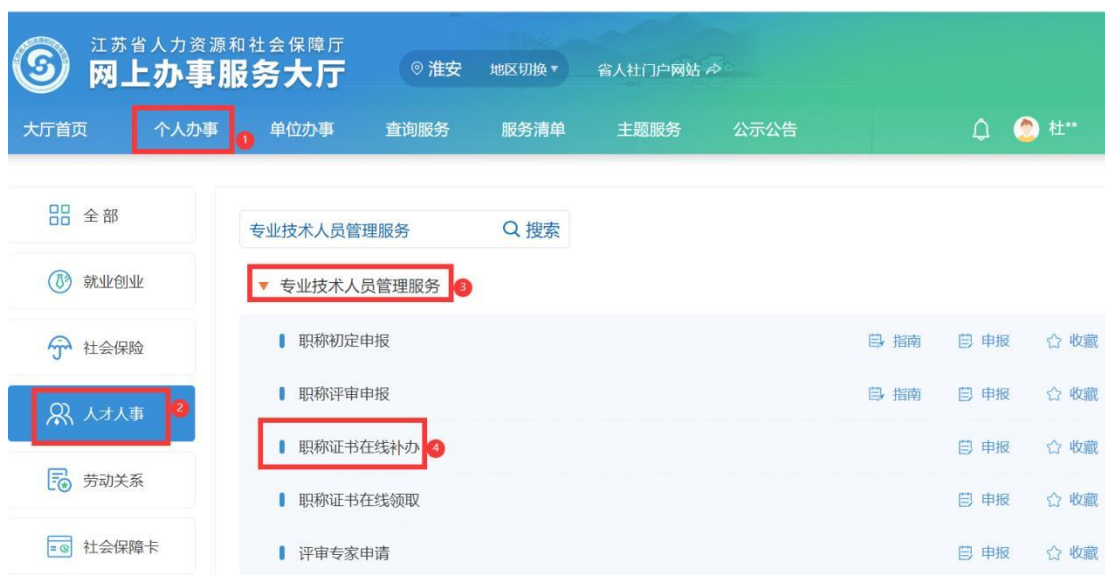 江苏省人力资源和社会保障厅
网上办事服务大厅
淮安 地区切换▼ 省人社门户网站
大厅首页 个人办事 1 单位办事 查询服务 服务清单 主题服务 公示公告 杜**
全部
专业技术人员管理服务 搜索
就业创业
▼ 专业技术人员管理服务 3
职称初定申报 指南 申报 收藏
社会保险
职称评审申报 指南 申报 收藏
人才人事 2
职称证书在线补办 4 申报 收藏
劳动关系
职称证书在线领取 申报 收藏
社会保障卡
评审专家申请 申报 收藏